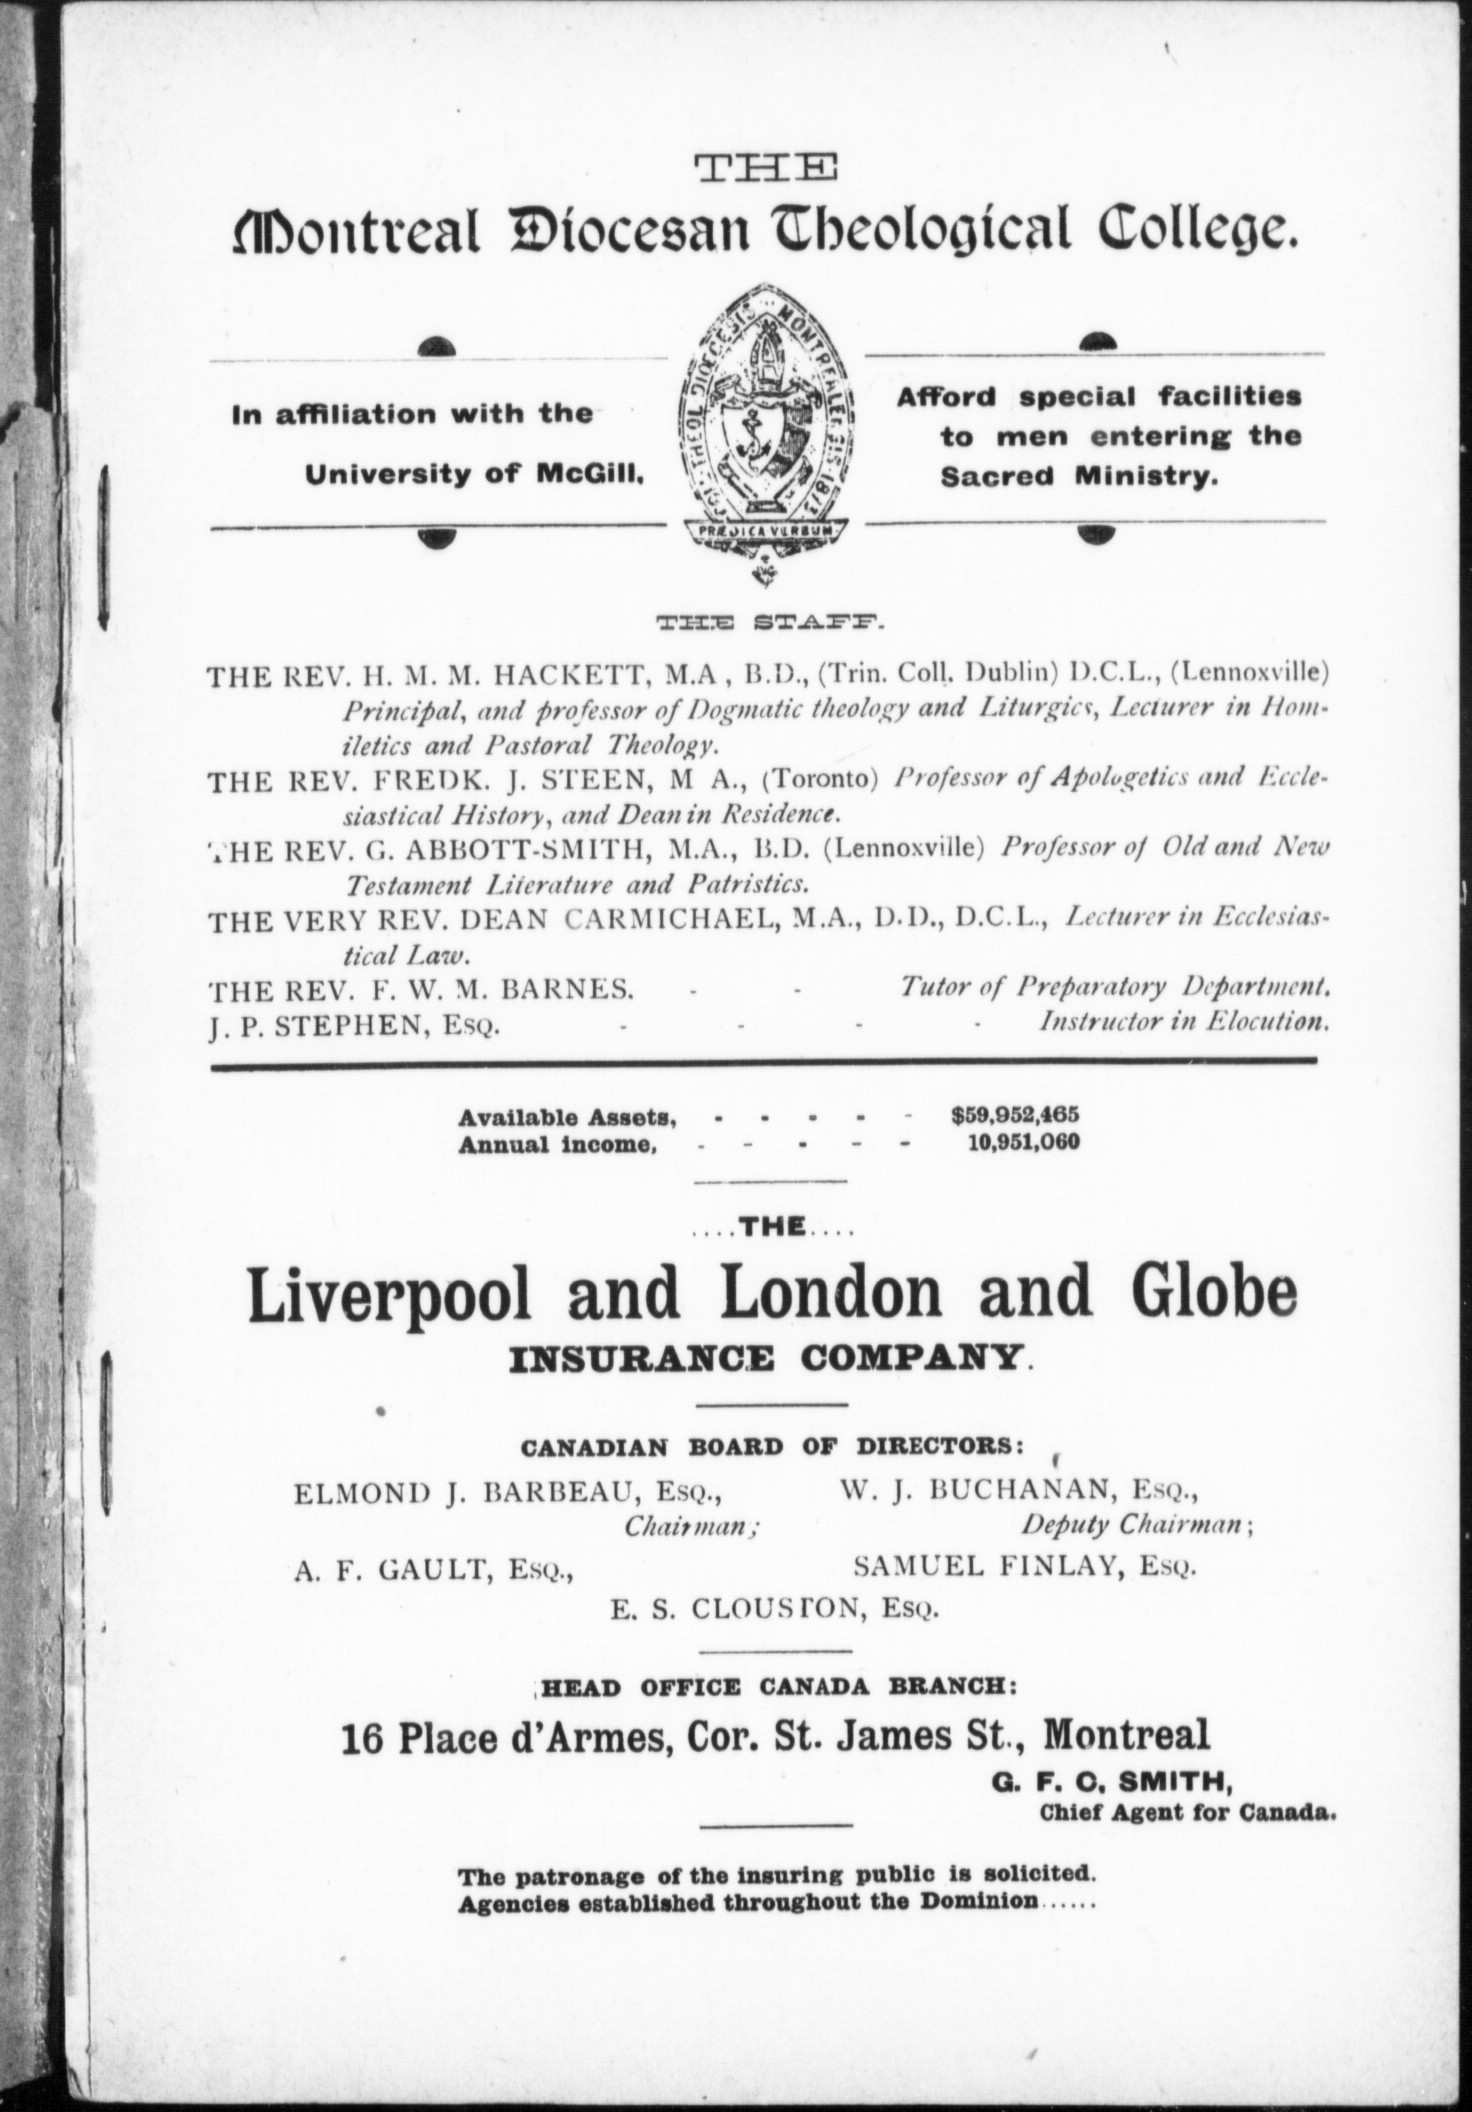 THE
Montreal Diocesan Theological College.
In affiliation with the
University of McGill,
Afford special facilities
to men entering the
Sacred Ministry.
THEOL DIOECESIS MONTREALENSIS 1873
PRÆDICA VERBUM
THE STAFF.
THE REV. H. M. M. HACKETT, M.A , B.D., (Trin. Coll. Dublin) D.C.L., (Lennoxville)
Principal, and professor of Dogmatic theology and Liturgics, Lecturer in Hom-
iletics and Pastoral Theology.
THE REV. FREDK. J. STEEN, M A., (Toronto) Professor of Apologetics and Eccle-
siastical History, and Dean in Residence.
THE REV. G. ABBOTT-SMITH, M.A., B.D. (Lennoxville) Professor of Old and New
Testament Literature and Patristics.
THE VERY REV. DEAN CARMICHAEL, M.A., D.D., D.C.L., Lecturer in Ecclesias-
tical Law.
THE REV. F. W. M. BARNES. - - Tutor of Preparatory Department.
J. P. STEPHEN, ESQ. - - - - Instructor in Elocution.
Available Assets, - - - - - $59,952,465
Annual income, - - - - - 10,951,060
....THE....
Liverpool and London and Globe
INSURANCE COMPANY.
CANADIAN BOARD OF DIRECTORS:
ELMOND J. BARBEAU, ESQ., W. J. BUCHANAN, ESQ.,
Chairman; Deputy Chairman;
A. F. GAULT, ESQ., SAMUEL FINLAY, ESQ.
E. S. CLOUSTON, ESQ.
HEAD OFFICE CANADA BRANCH:
16 Place d'Armes, Cor. St. James St., Montreal
G. F. C. SMITH,
Chief Agent for Canada.
The patronage of the insuring public is solicited.
Agencies established throughout the Dominion......